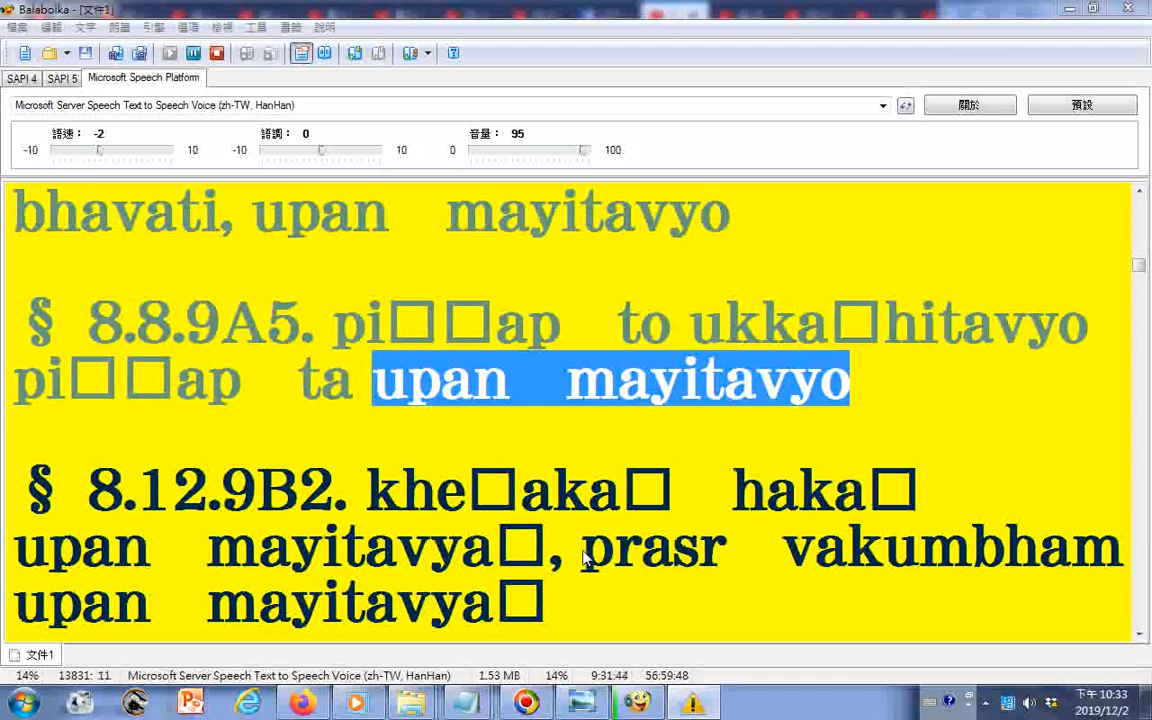 Balabolka - [文件1]
檔案 編輯 文字 朗讀 引擎 選項 檢視 工具 書籤 說明
SAPI 4 SAPI 5 Microsoft Speech Platform
Microsoft Server Speech Text to Speech Voice (zh-TW, HanHan) 關於 預設
語速： -2 語調： 0 音量： 95
-10 10 -10 10 0 100
bhavati, upan mayitavyo
§ 8.8.9A5. pi□□ap to ukka□hitavyo
pi□□ap ta upan mayitavyo
§ 8.12.9B2. khe□aka□ haka□
upan mayitavya□, prasr vakumbham
upan mayitavya□
文件1
14% 13831: 11 Microsoft Server Speech Text to Speech Voice (zh-TW, HanHan) 1.53 MB 14% 9:31:44 56:59:48
下午 10:33
2019/12/2